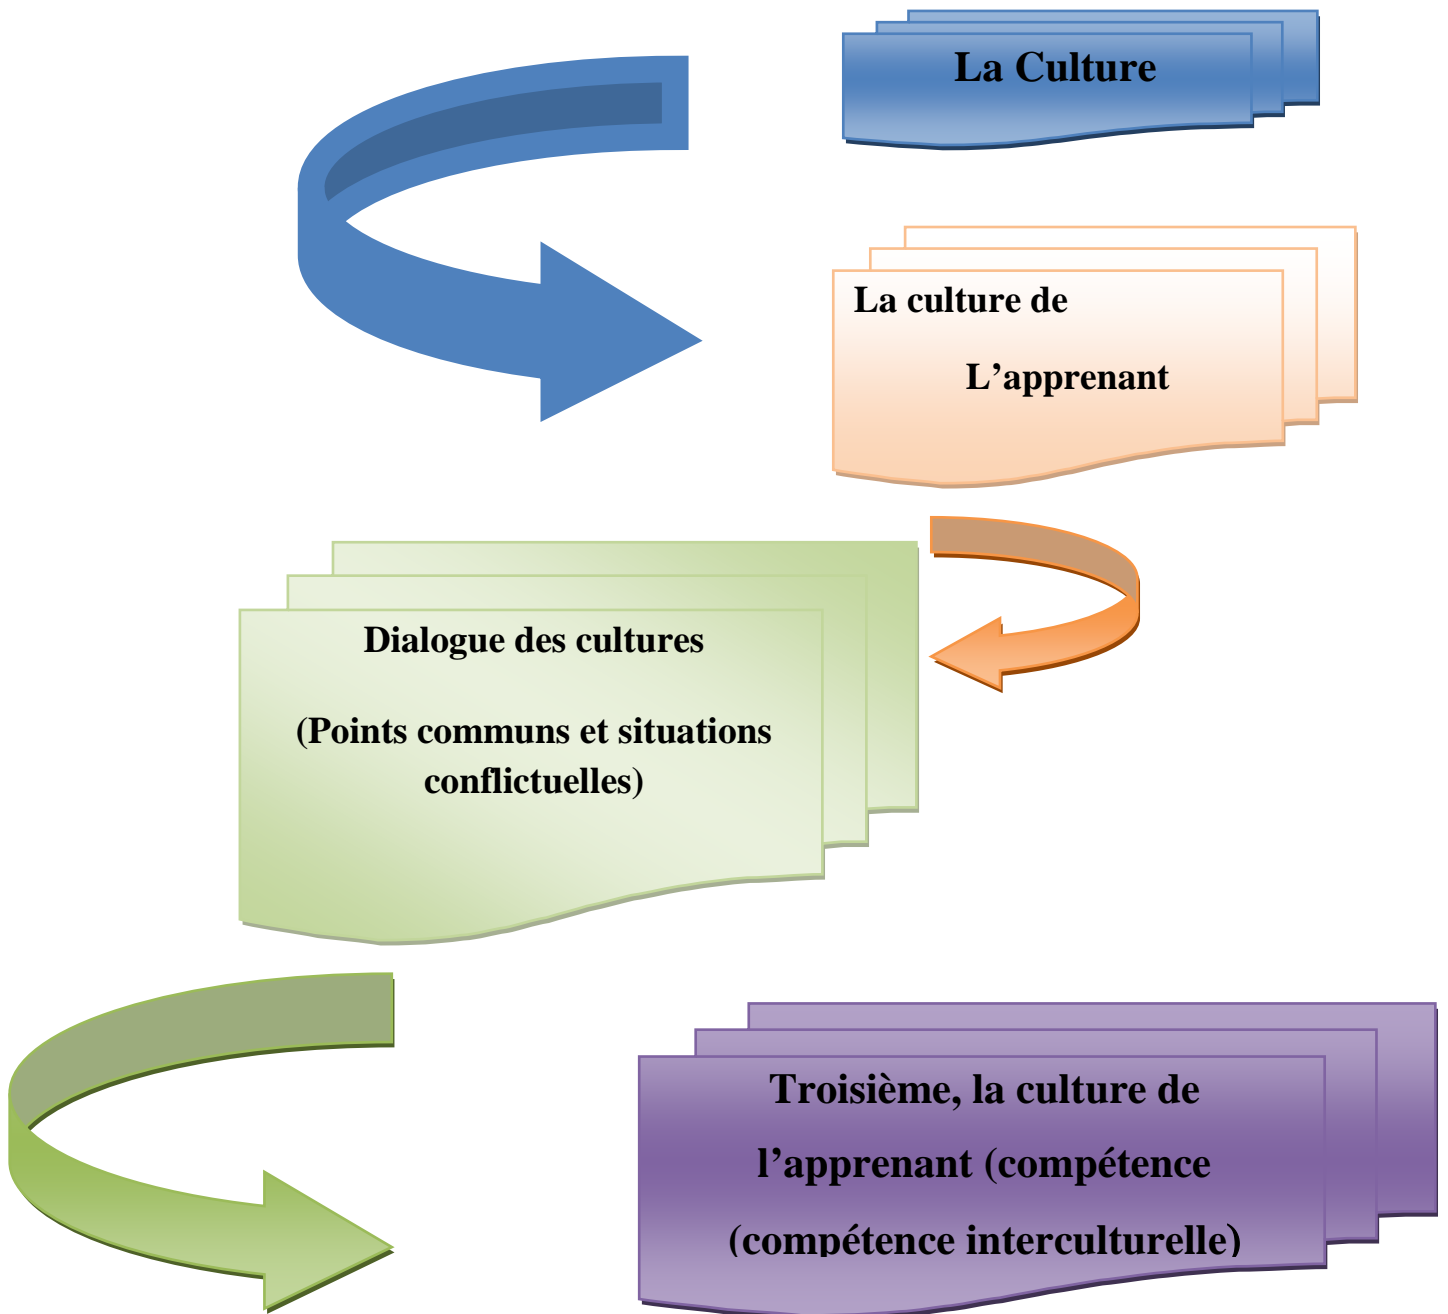 La Culture
La culture de
L’apprenant
Dialogue des cultures
(Points communs et situations
conflictuelles)
Troisième, la culture de
l’apprenant (compétence
(compétence interculturelle)